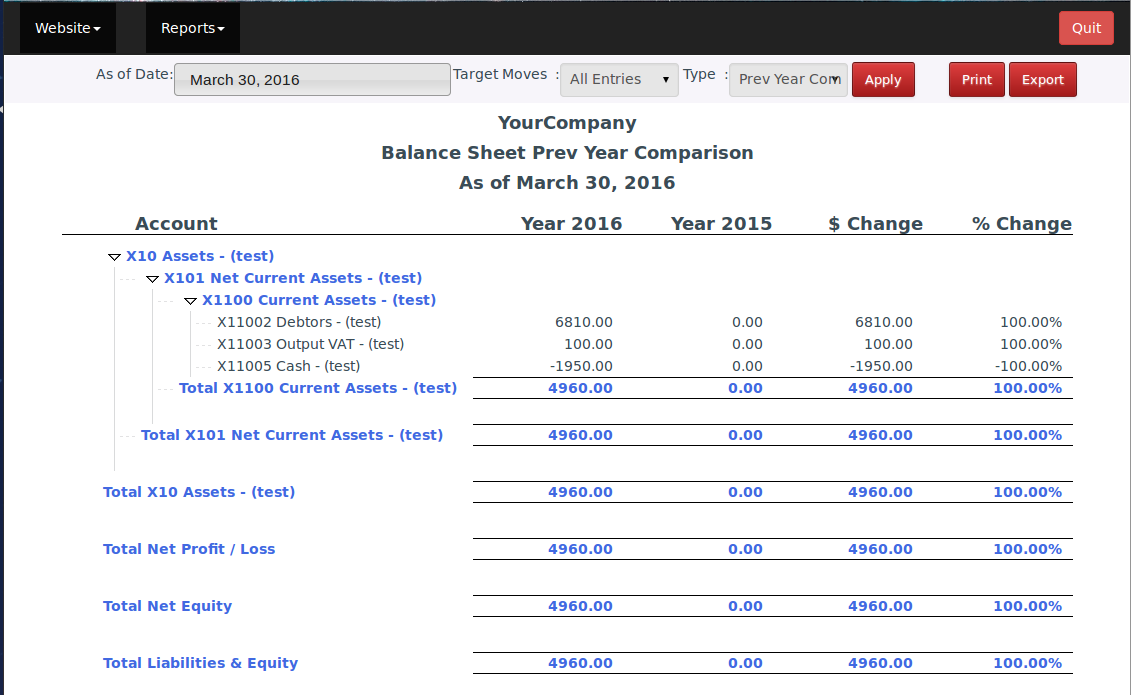 Website Reports Quit
As of Date: March 30, 2016 Target Moves : All Entries Type : Prev Year Com Apply Print Export
YourCompany
Balance Sheet Prev Year Comparison
As of March 30, 2016
Account Year 2016 Year 2015 $ Change % Change
X10 Assets - (test)
X101 Net Current Assets - (test)
X1100 Current Assets - (test)
X11002 Debtors - (test) 6810.00 0.00 6810.00 100.00%
X11003 Output VAT - (test) 100.00 0.00 100.00 100.00%
X11005 Cash - (test) -1950.00 0.00 -1950.00 -100.00%
Total X1100 Current Assets - (test) 4960.00 0.00 4960.00 100.00%
Total X101 Net Current Assets - (test) 4960.00 0.00 4960.00 100.00%
Total X10 Assets - (test) 4960.00 0.00 4960.00 100.00%
Total Net Profit / Loss 4960.00 0.00 4960.00 100.00%
Total Net Equity 4960.00 0.00 4960.00 100.00%
Total Liabilities & Equity 4960.00 0.00 4960.00 100.00%